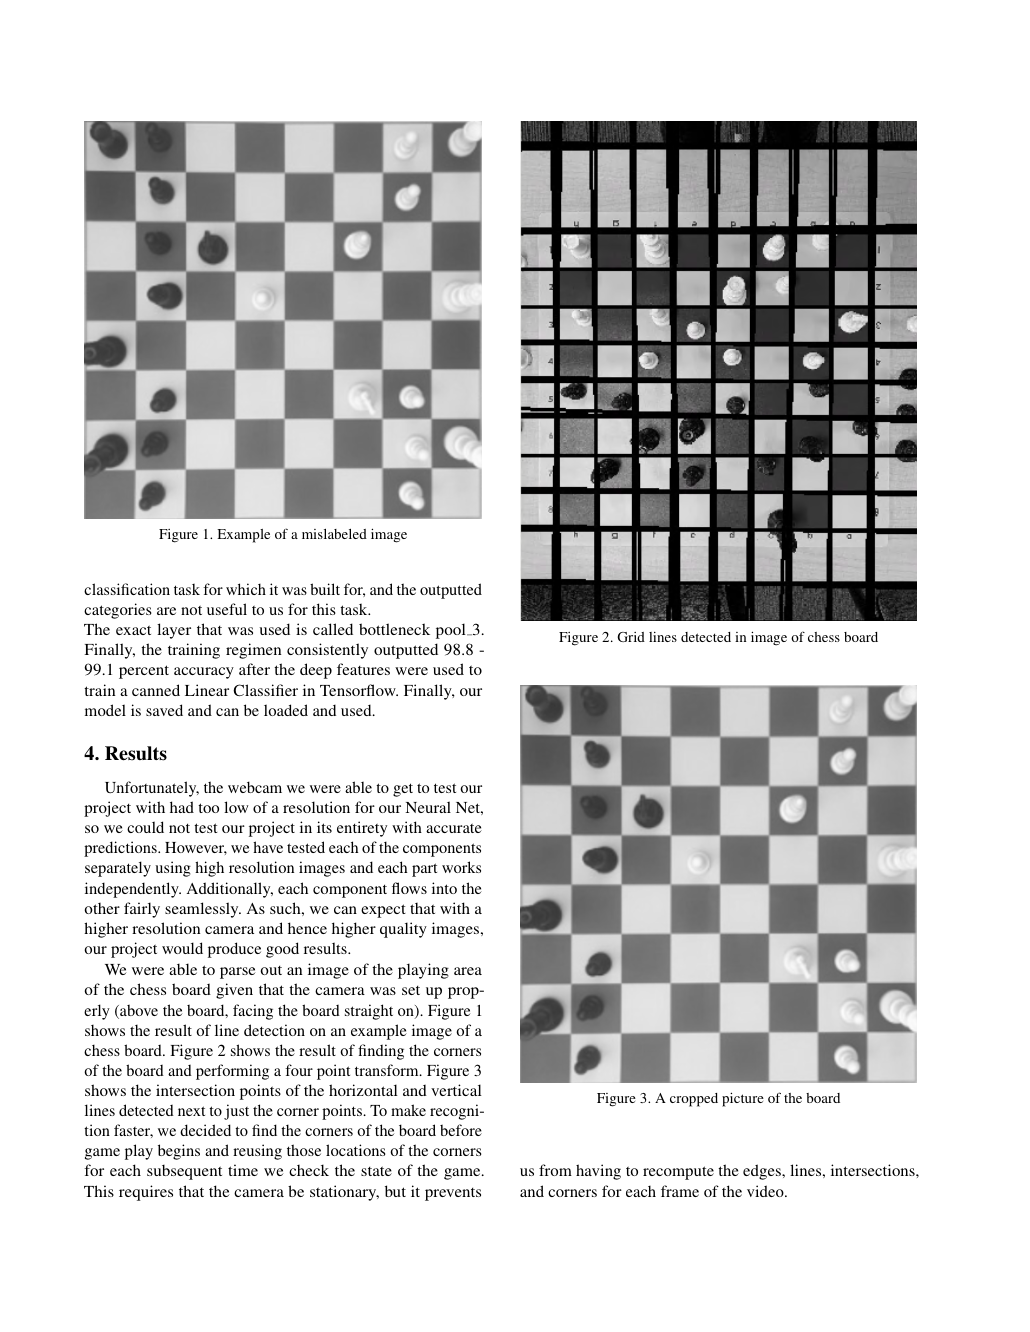 Figure 1. Example of a mislabeled image
classification task for which it was built for, and the outputted
categories are not useful to us for this task.
The exact layer that was used is called bottleneck pool_3.
Finally, the training regimen consistently outputted 98.8 -
99.1 percent accuracy after the deep features were used to
train a canned Linear Classifier in Tensorflow. Finally, our
model is saved and can be loaded and used.
4. Results
Unfortunately, the webcam we were able to get to test our
project with had too low of a resolution for our Neural Net,
so we could not test our project in its entirety with accurate
predictions. However, we have tested each of the components
separately using high resolution images and each part works
independently. Additionally, each component flows into the
other fairly seamlessly. As such, we can expect that with a
higher resolution camera and hence higher quality images,
our project would produce good results.
We were able to parse out an image of the playing area
of the chess board given that the camera was set up prop-
erly (above the board, facing the board straight on). Figure 1
shows the result of line detection on an example image of a
chess board. Figure 2 shows the result of finding the corners
of the board and performing a four point transform. Figure 3
shows the intersection points of the horizontal and vertical
lines detected next to just the corner points. To make recogni-
tion faster, we decided to find the corners of the board before
game play begins and reusing those locations of the corners
for each subsequent time we check the state of the game.
This requires that the camera be stationary, but it prevents
Figure 2. Grid lines detected in image of chess board
Figure 3. A cropped picture of the board
us from having to recompute the edges, lines, intersections,
and corners for each frame of the video.